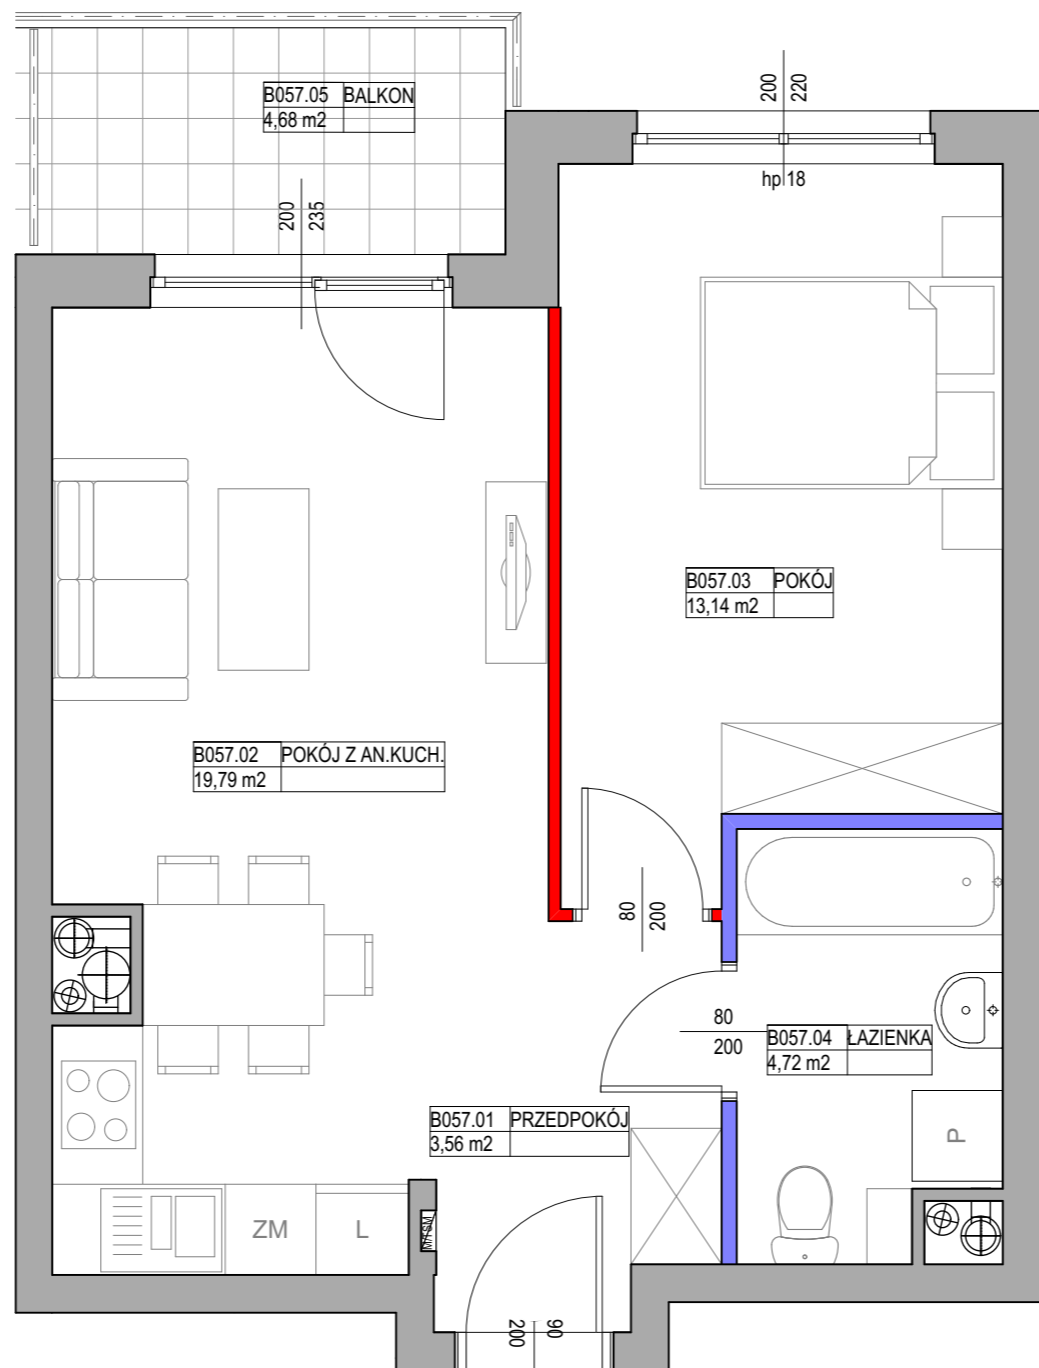 B057.05 BALKON
4,68 m2
200
220
hp 18
200
235
B057.03 POKÓJ
13,14 m2
B057.02 POKÓJ Z AN.KUCH.
19,79 m2
80
200
80
200
B057.04 ŁAZIENKA
4,72 m2
B057.01 PRZEDPOKÓJ
3,56 m2
P
ZM
L
90
200